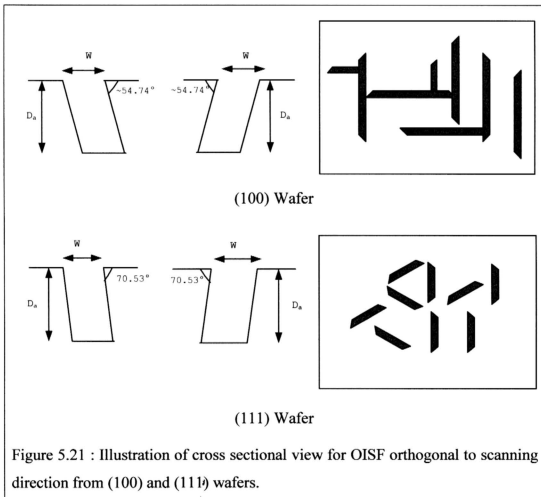 W W
~54.74° ~54.74°
Dₐ Dₐ
(100) Wafer
W W
70.53° 70.53°
Dₐ Dₐ
(111) Wafer
Figure 5.21 : Illustration of cross sectional view for OISF orthogonal to scanning
direction from (100) and (111) wafers.